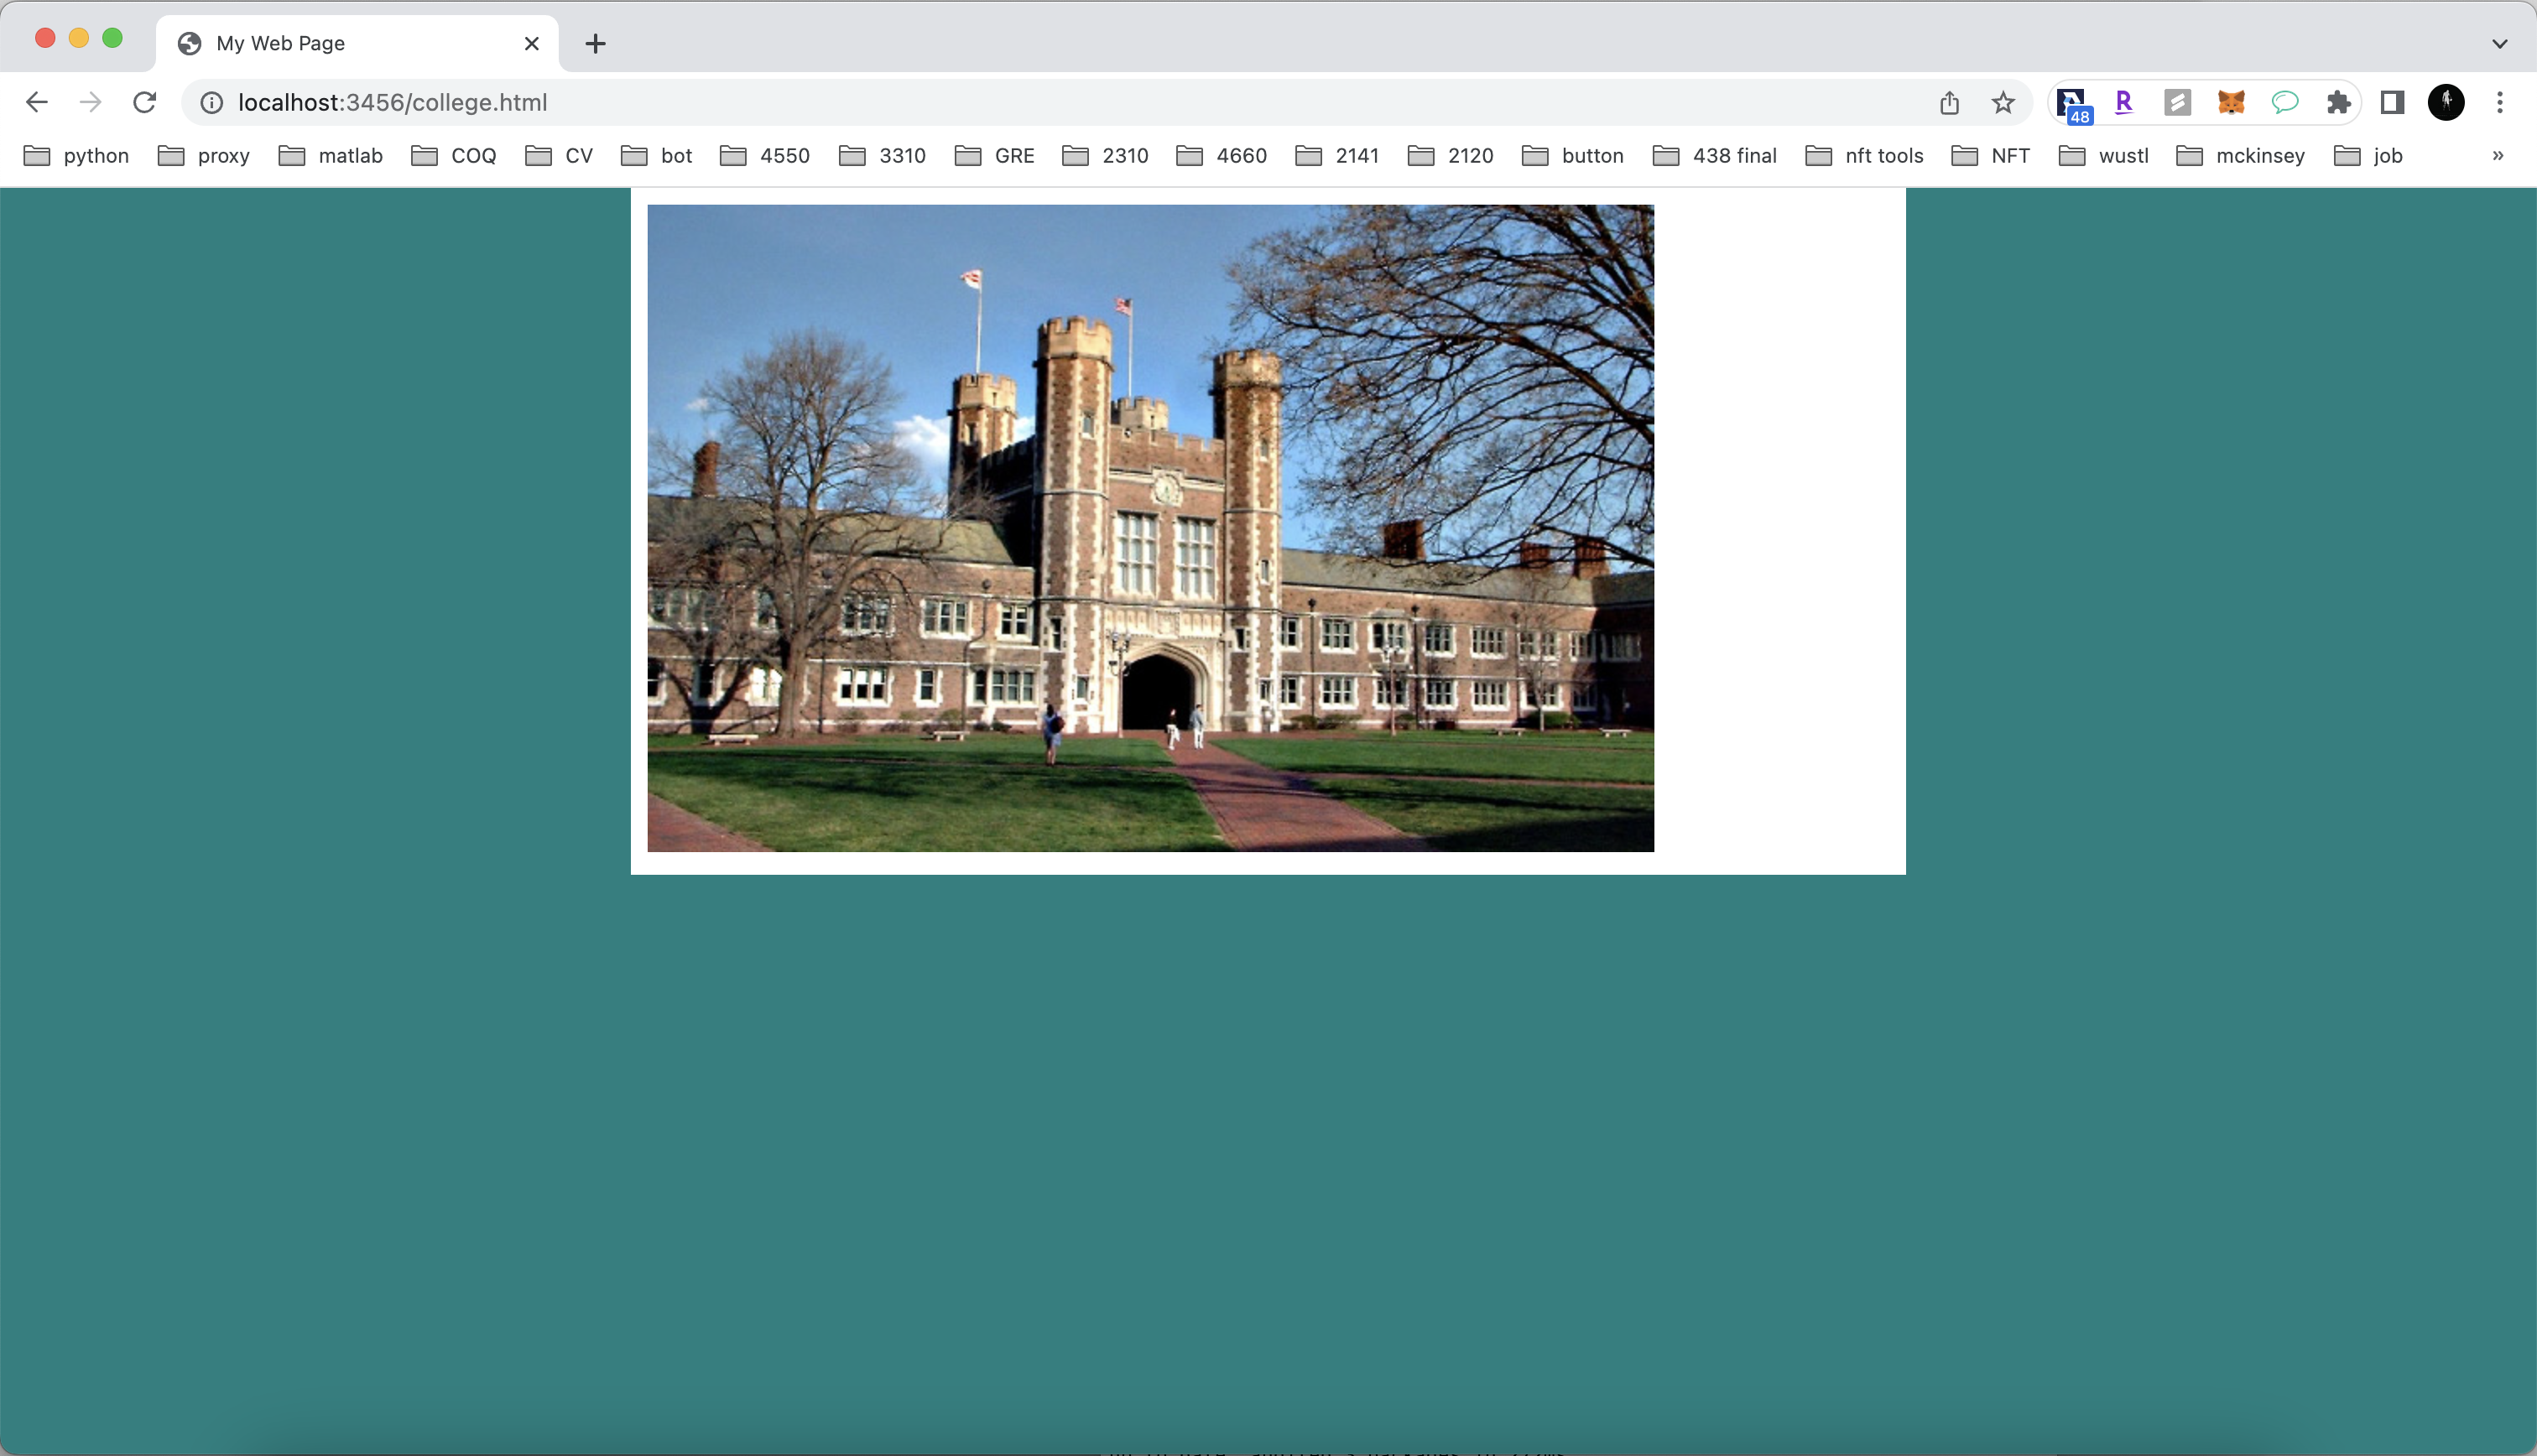 My Web Page
localhost:3456/college.html
48
R
python proxy matlab COQ CV bot 4550 3310 GRE 2310 4660 2141 2120 button 438 final nft tools NFT wustl mckinsey job »